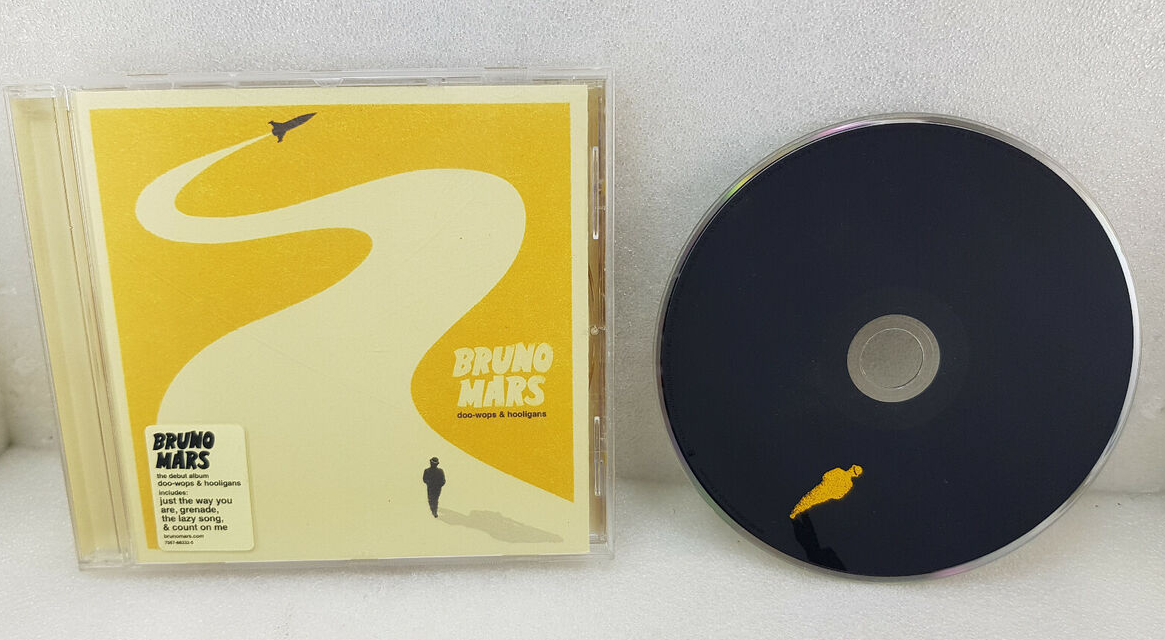 BRUNO
MARS
doo-wops & hooligans
BRUNO
MARS
the debut album
doo-wops & hooligans
includes:
just the way you
are, grenade,
the lazy song,
& count on me
brunomars.com